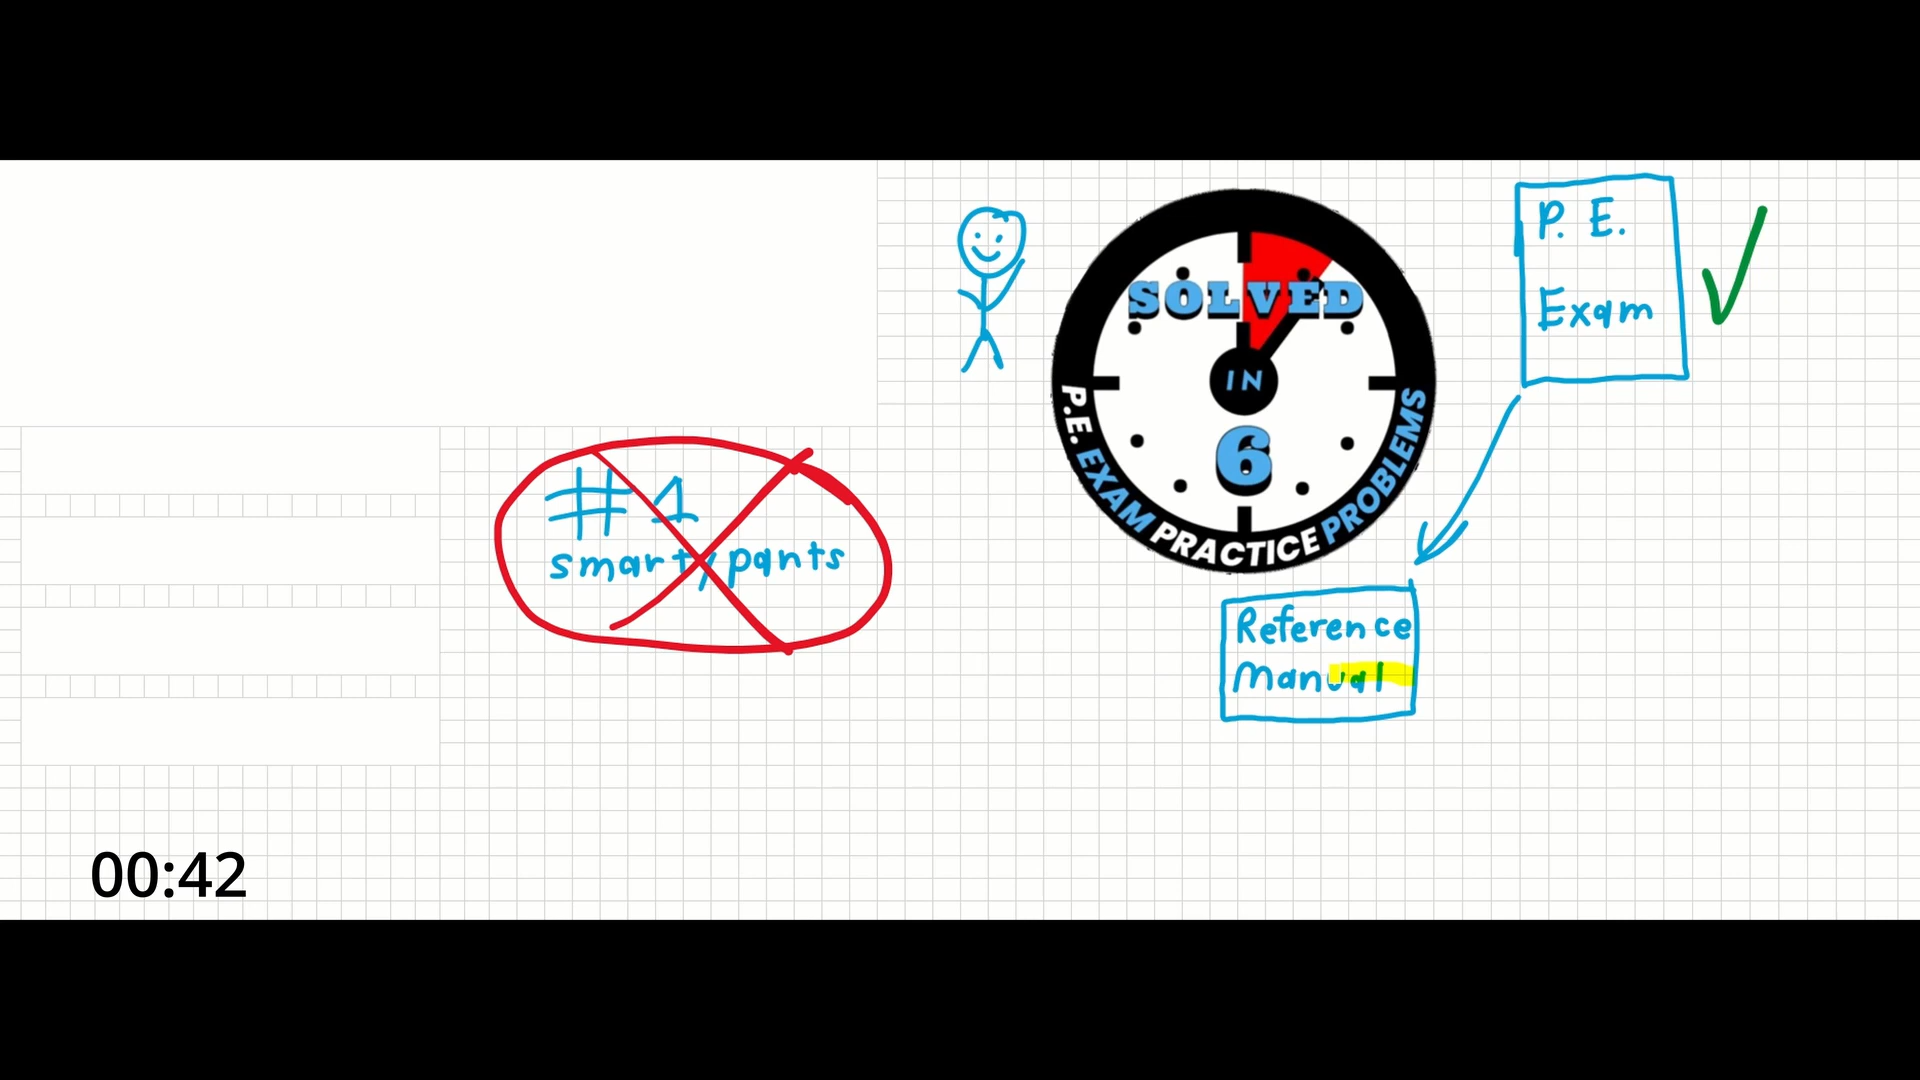 P. E.
Exam
SOLVED
IN
6
P.E. EXAM PRACTICE PROBLEMS
#1
smarty pants
Reference
Manual
00:42